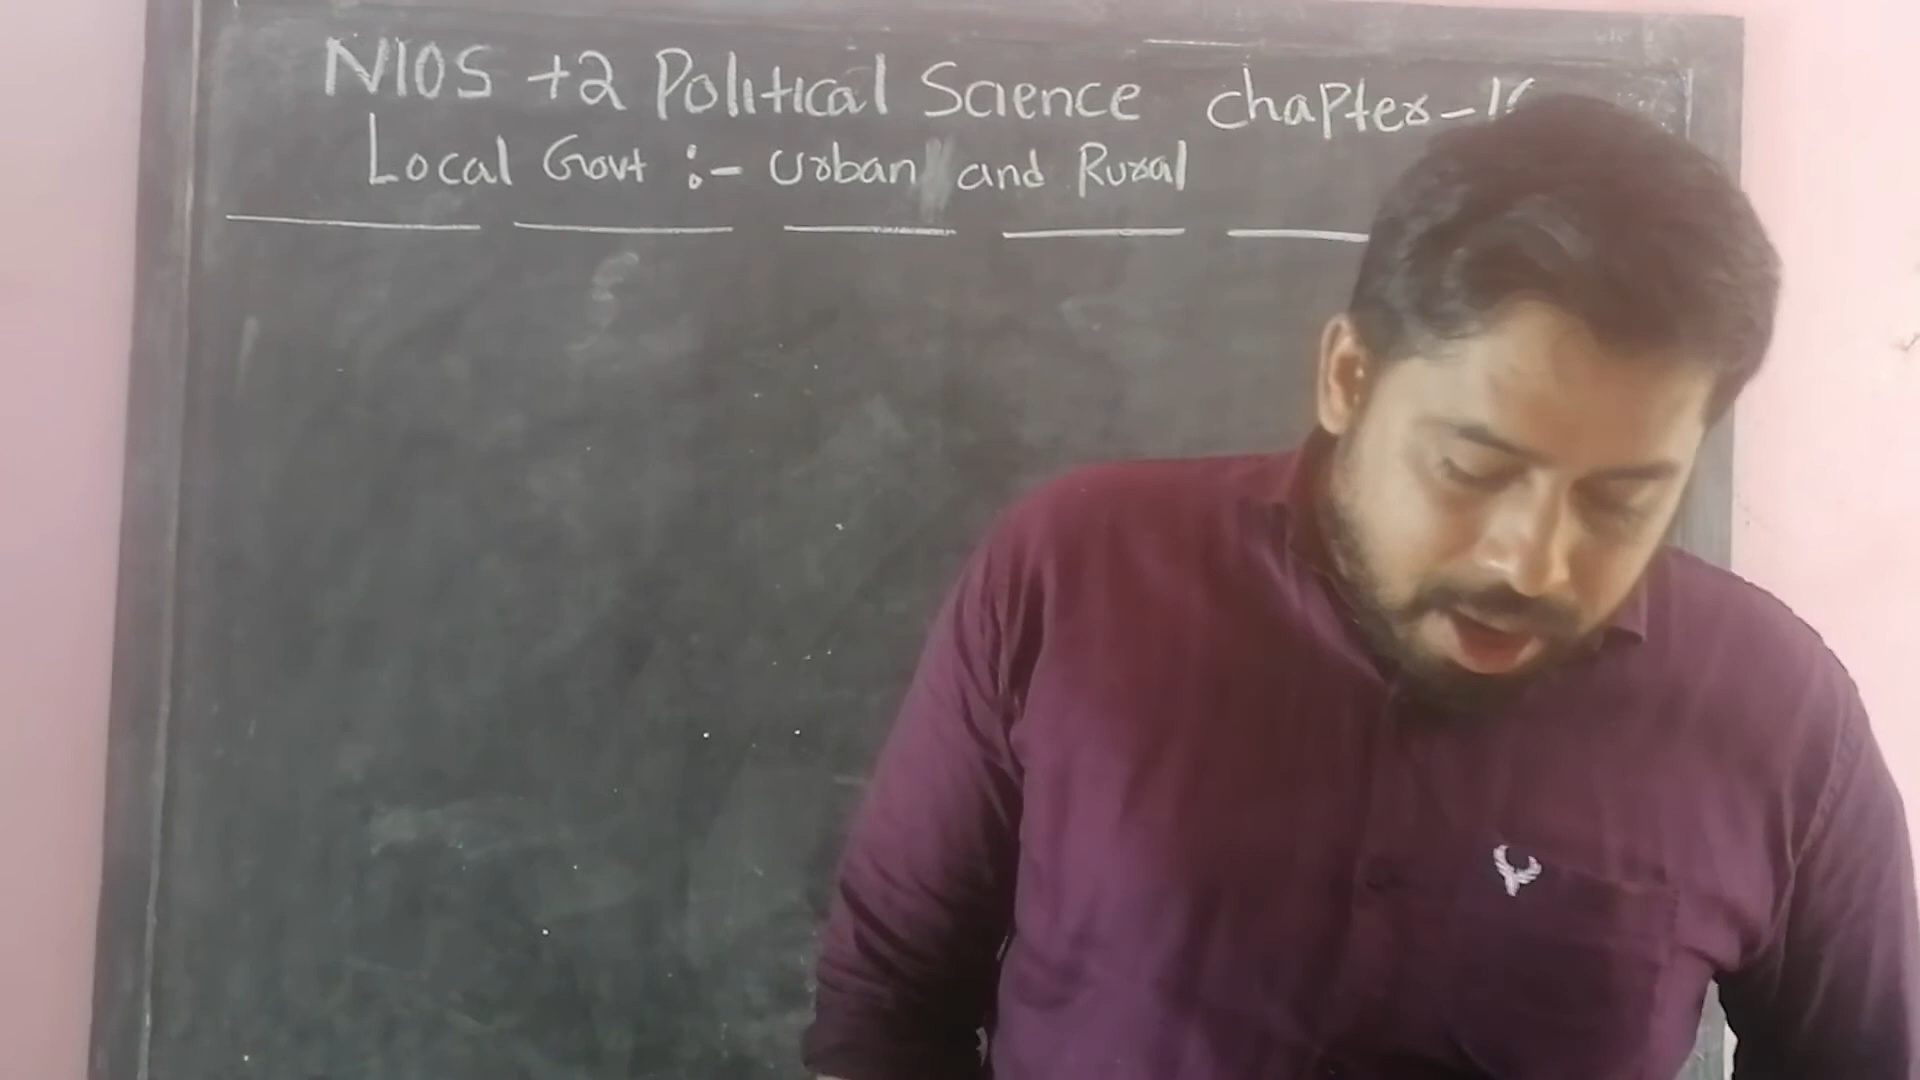 NIOS +2 Political Science chapter-
Local Govt :- Urban and Rural